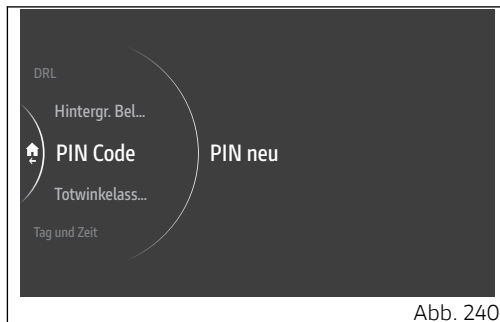 DRL
Hintergr. Bel...
PIN Code
PIN neu
Totwinkelass...
Tag und Zeit
Abb. 240